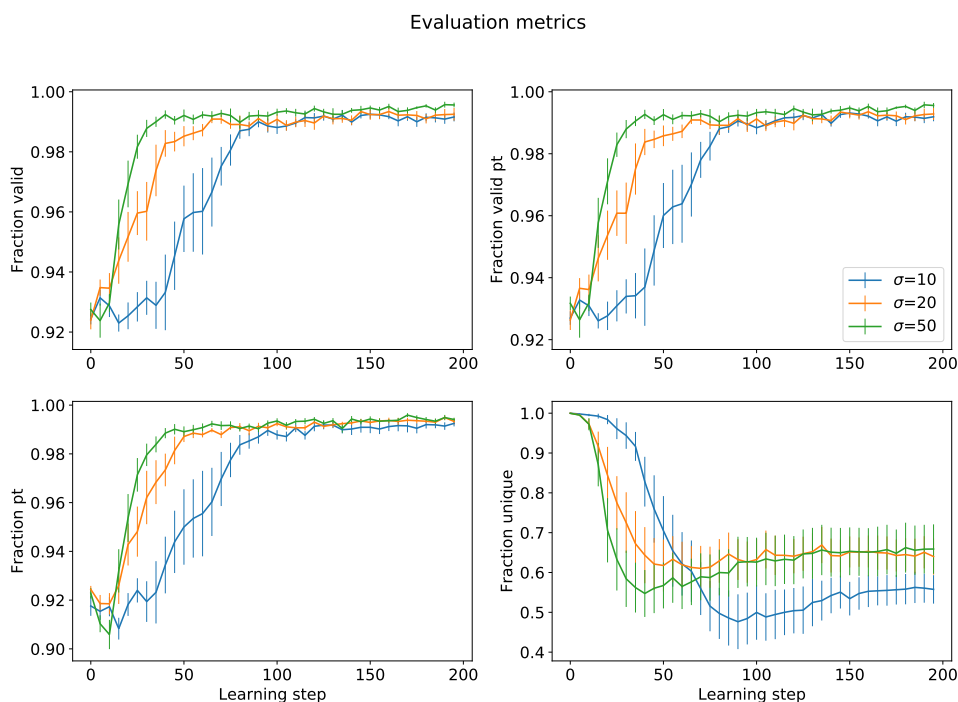 Evaluation metrics
Fraction valid
1.00
0.98
0.96
0.94
0.92
0 50 100 150 200
Fraction valid pt
1.00
0.98
0.96
0.94
0.92
0 50 100 150 200
σ=10
σ=20
σ=50
Fraction pt
1.00
0.98
0.96
0.94
0.92
0.90
0 50 100 150 200
Learning step
Fraction unique
1.0
0.9
0.8
0.7
0.6
0.5
0.4
0 50 100 150 200
Learning step